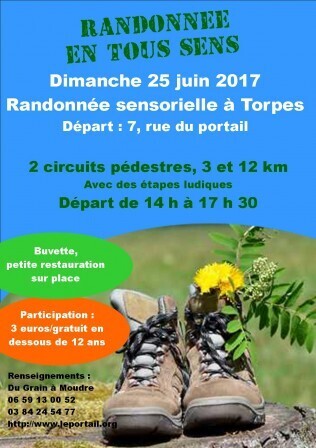 RANDONNEE
EN TOUS SENS
Dimanche 25 juin 2017
Randonnée sensorielle à Torpes
Départ : 7, rue du portail
2 circuits pédestres, 3 et 12 km
Avec des étapes ludiques
Départ de 14 h à 17 h 30
Buvette,
petite restauration
sur place
Participation :
3 euros/gratuit en
dessous de 12 ans
Renseignements :
Du Grain à Moudre
06 59 13 00 52
03 84 24 54 77
http://www.leportail.org